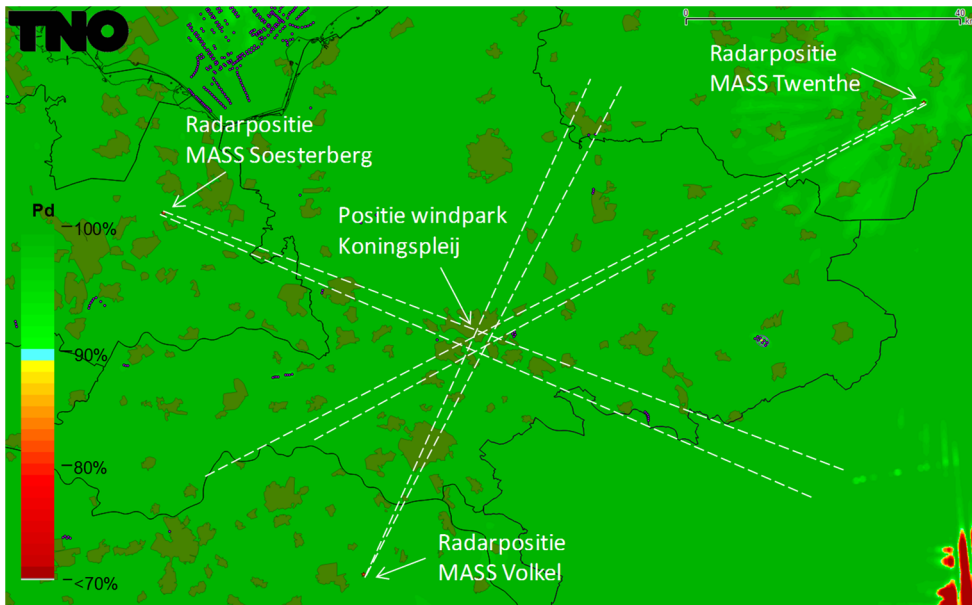 TNO
0
40
km
Radarpositie
MASS Twenthe
Radarpositie
MASS Soesterberg
Positie windpark
Koningspleij
Pd
100%
90%
80%
<70%
Radarpositie
MASS Volkel